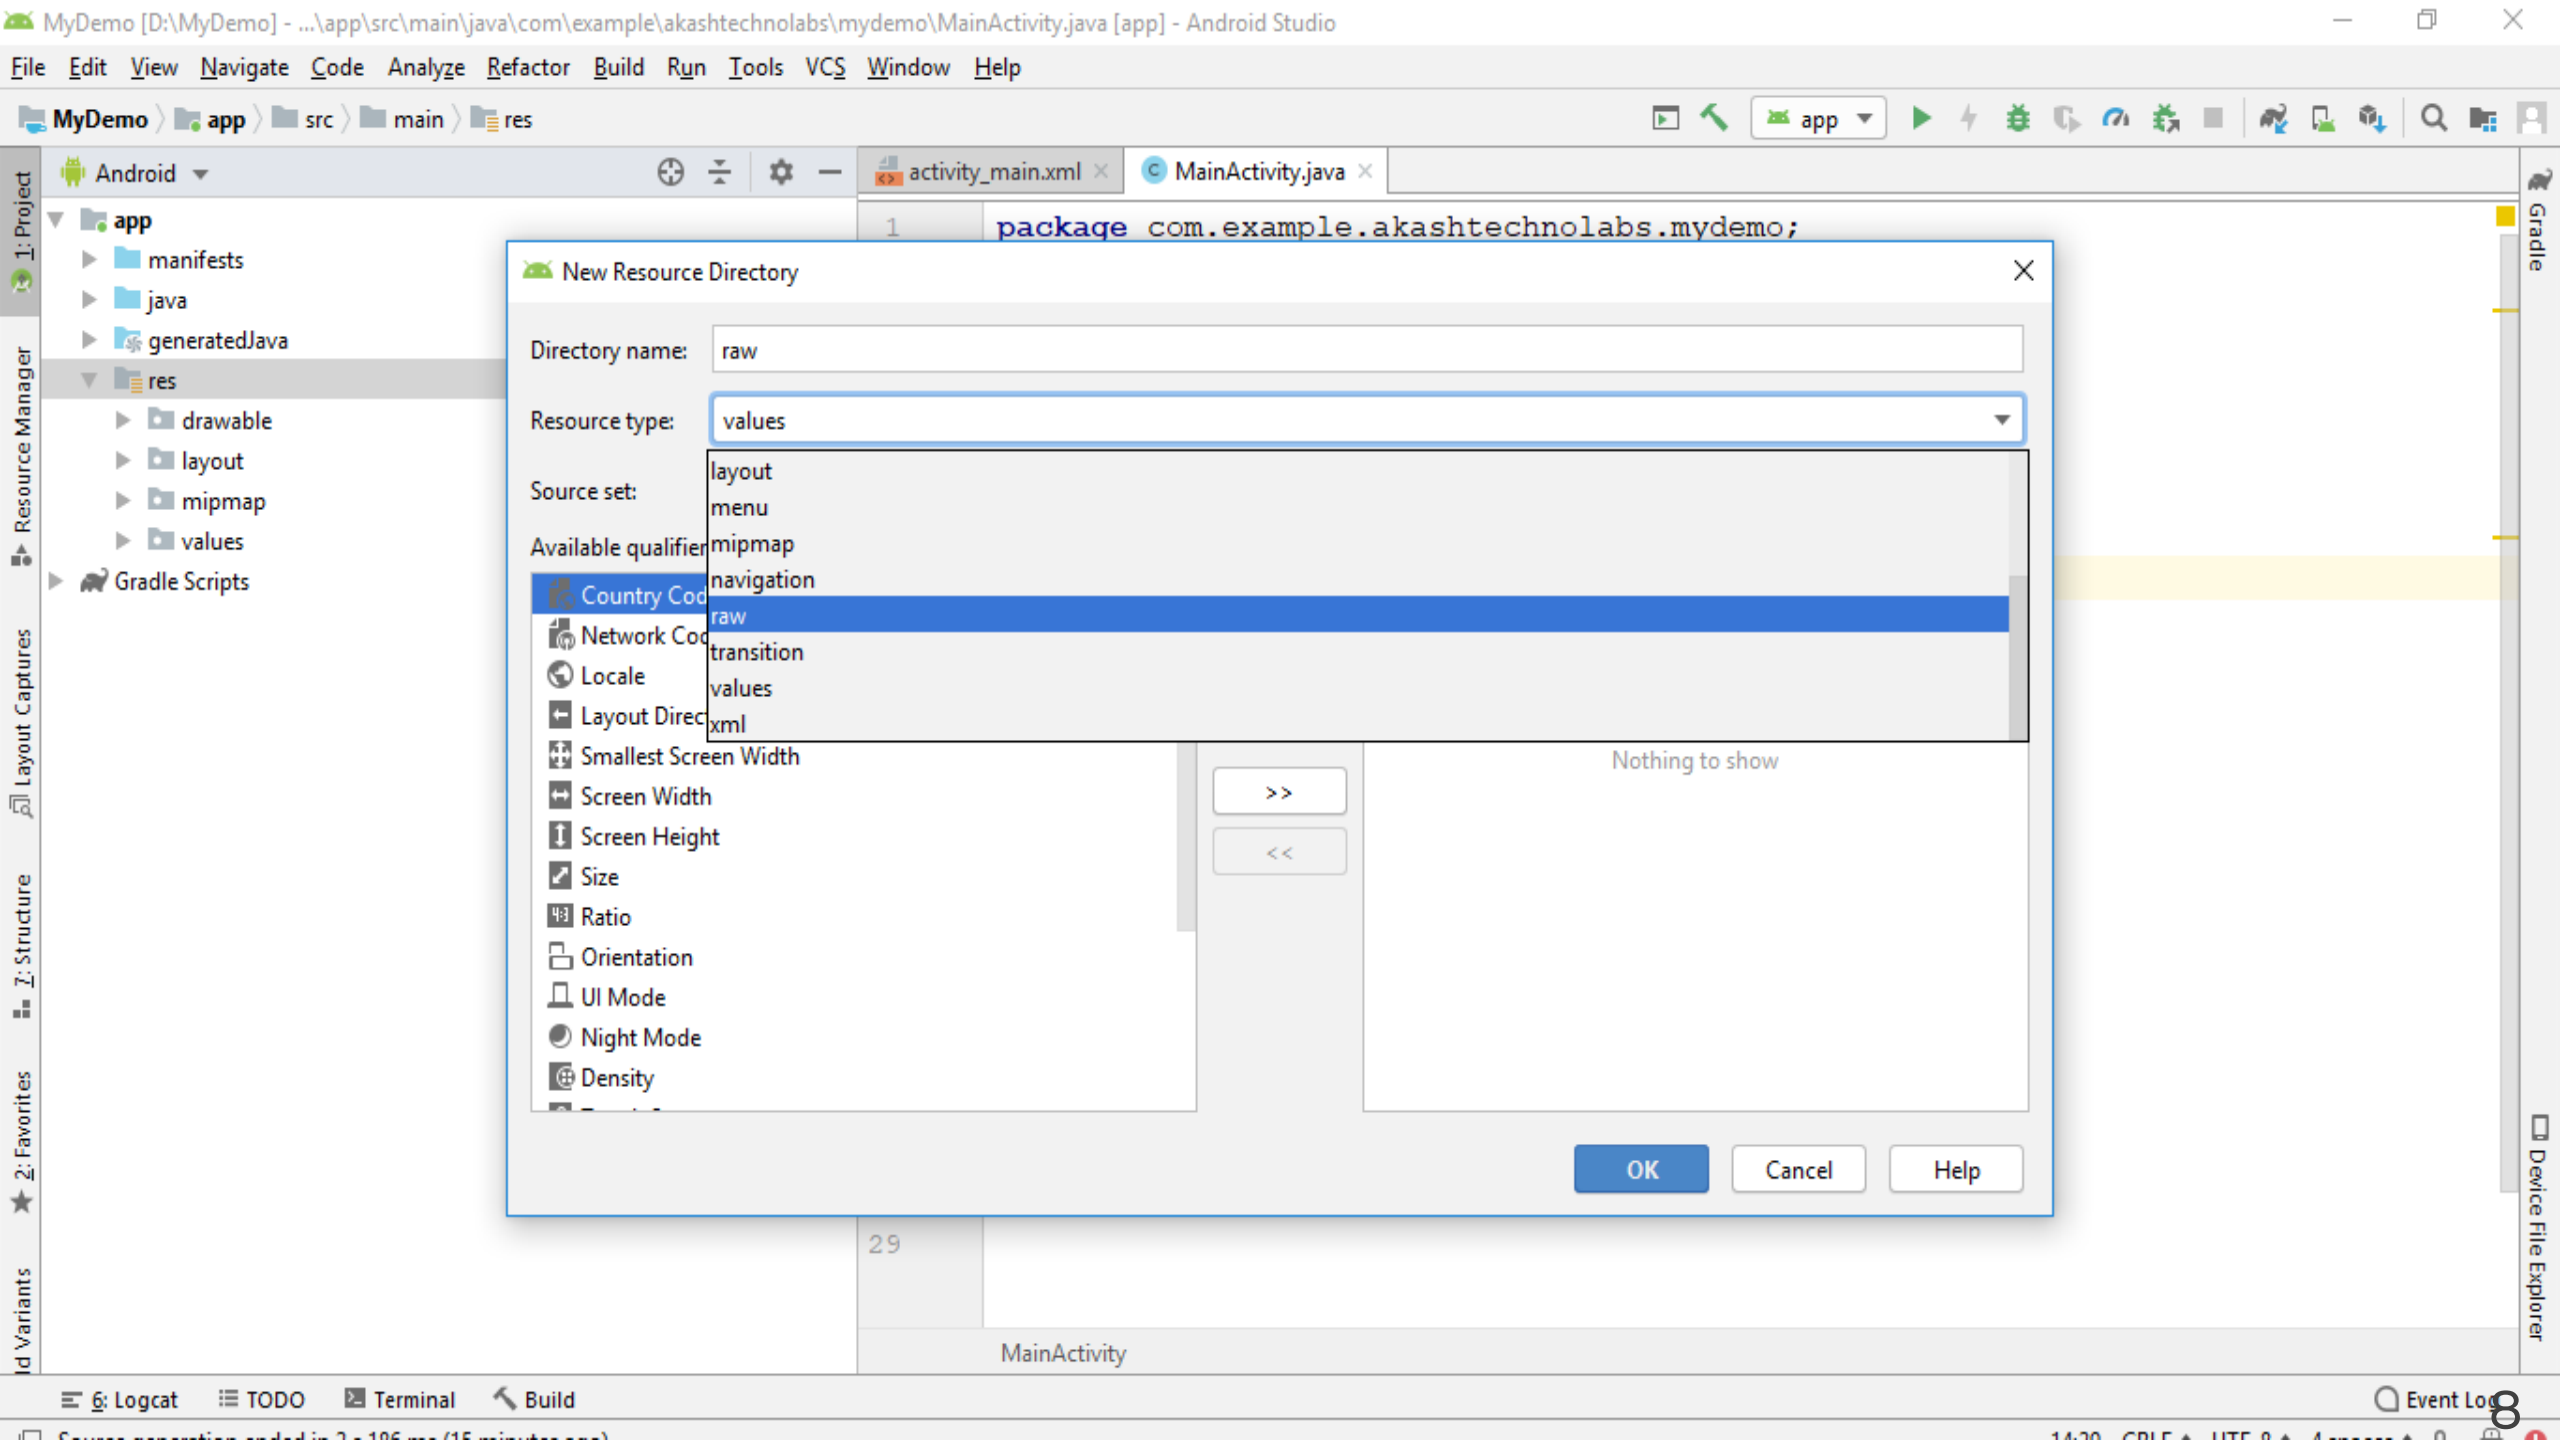 MyDemo [D:\MyDemo] - ...\app\src\main\java\com\example\akashtechnolabs\mydemo\MainActivity.java [app] - Android Studio
File Edit View Navigate Code Analyze Refactor Build Run Tools VCS Window Help
MyDemo app src main res
app
1: Project
Android
activity_main.xml
MainActivity.java
Gradle
app
manifests
java
generatedJava
res
drawable
layout
mipmap
values
Gradle Scripts
1 package com.example.akashtechnolabs.mydemo;
New Resource Directory
Directory name: raw
Resource type: values
Source set:
layout
menu
mipmap
navigation
raw
transition
values
xml
Available qualifier
Country Cod
Network Coo
Locale
Layout Direc
Smallest Screen Width
Screen Width
Screen Height
Size
Ratio
Orientation
UI Mode
Night Mode
Density
>>
<<
Nothing to show
OK Cancel Help
Resource Manager
Layout Captures
7: Structure
2: Favorites
ld Variants
Device File Explorer
29
MainActivity
6: Logcat TODO Terminal Build
Event Log
8